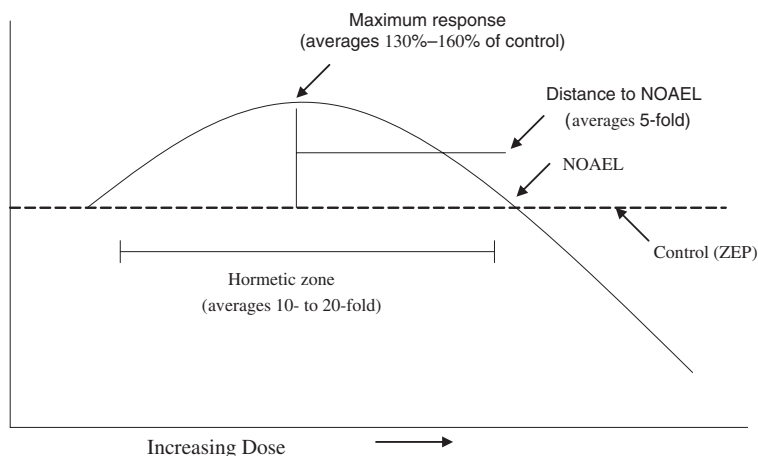 Maximum response
(averages 130%–160% of control)
Distance to NOAEL
(averages 5-fold)
NOAEL
Control (ZEP)
Hormetic zone
(averages 10- to 20-fold)
Increasing Dose